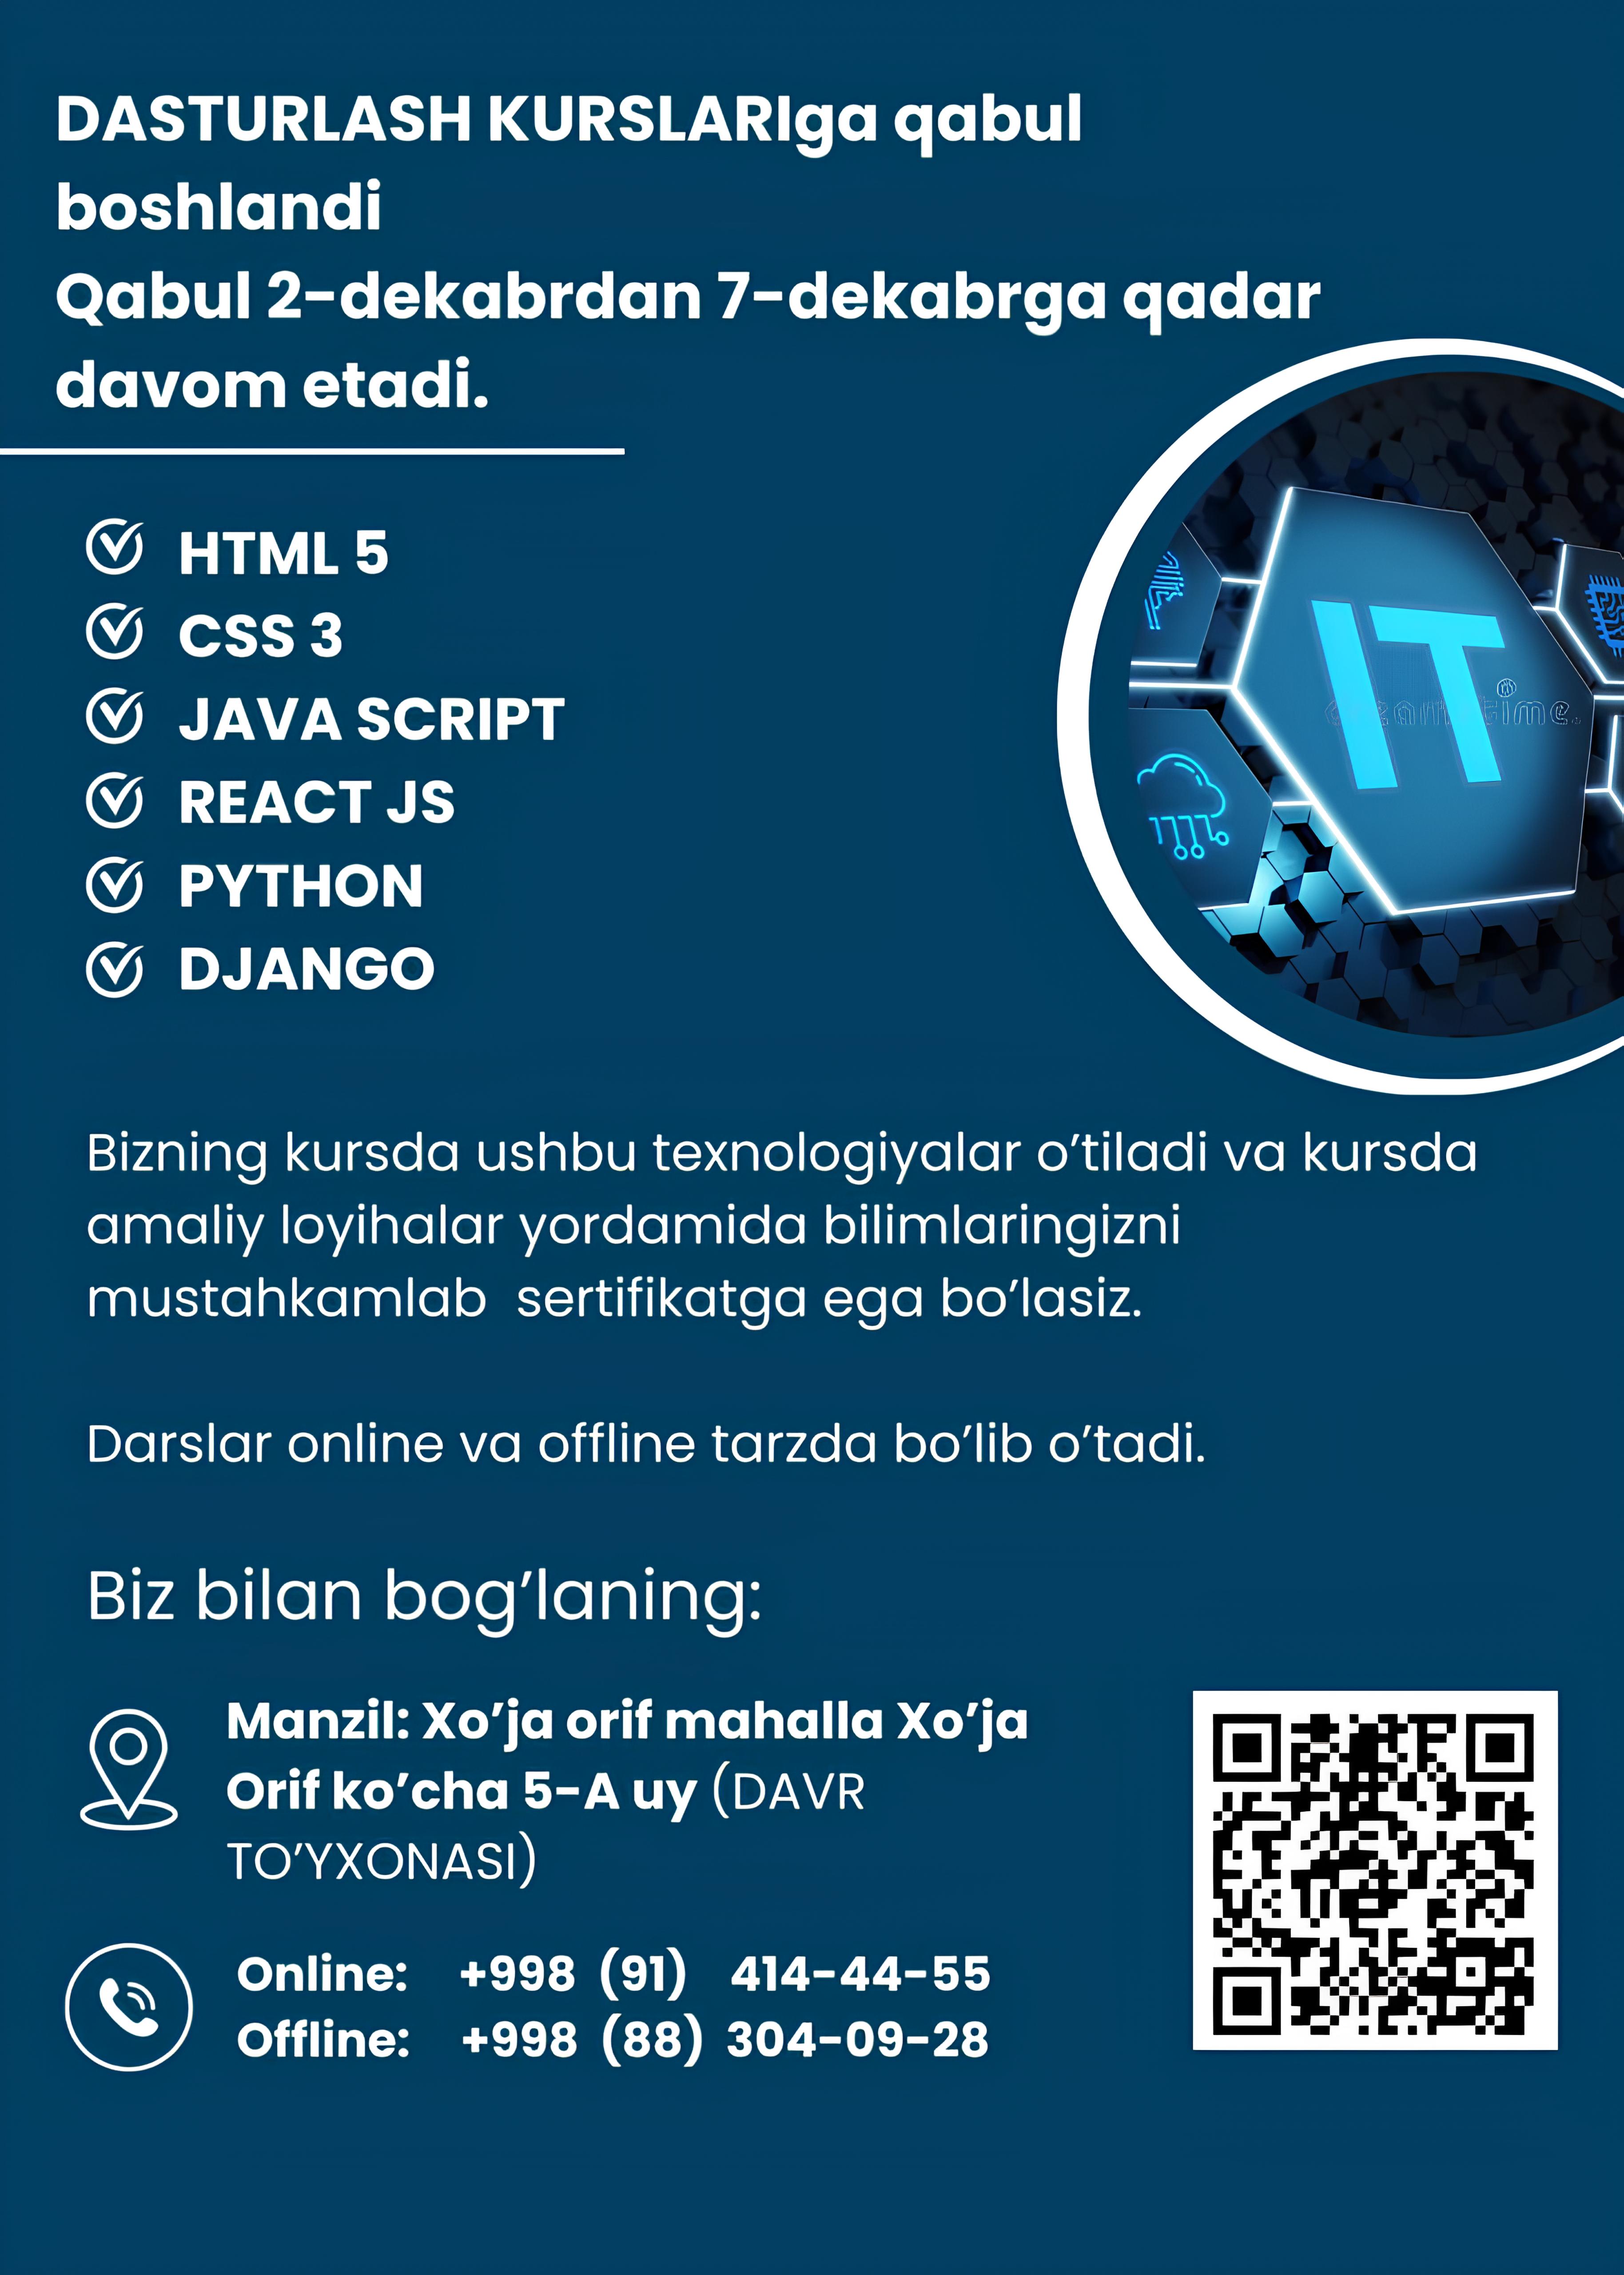 DASTURLASH KURSLARIga qabul
boshlandi
Qabul 2-dekabrdan 7-dekabrga qadar
davom etadi.
HTML 5
CSS 3
JAVA SCRIPT
REACT JS
PYTHON
DJANGO
IT
Bizning kursda ushbu texnologiyalar o’tiladi va kursda
amaliy loyihalar yordamida bilimlaringizni
mustahkamlab  sertifikatga ega bo’lasiz.
Darslar online va offline tarzda bo’lib o’tadi.
Biz bilan bog’laning:
Manzil: Xo’ja orif mahalla Xo’ja
Orif ko’cha 5-A uy (DAVR
TO’YXONASI)
Online: +998 (91) 414-44-55
Offline: +998 (88) 304-09-28